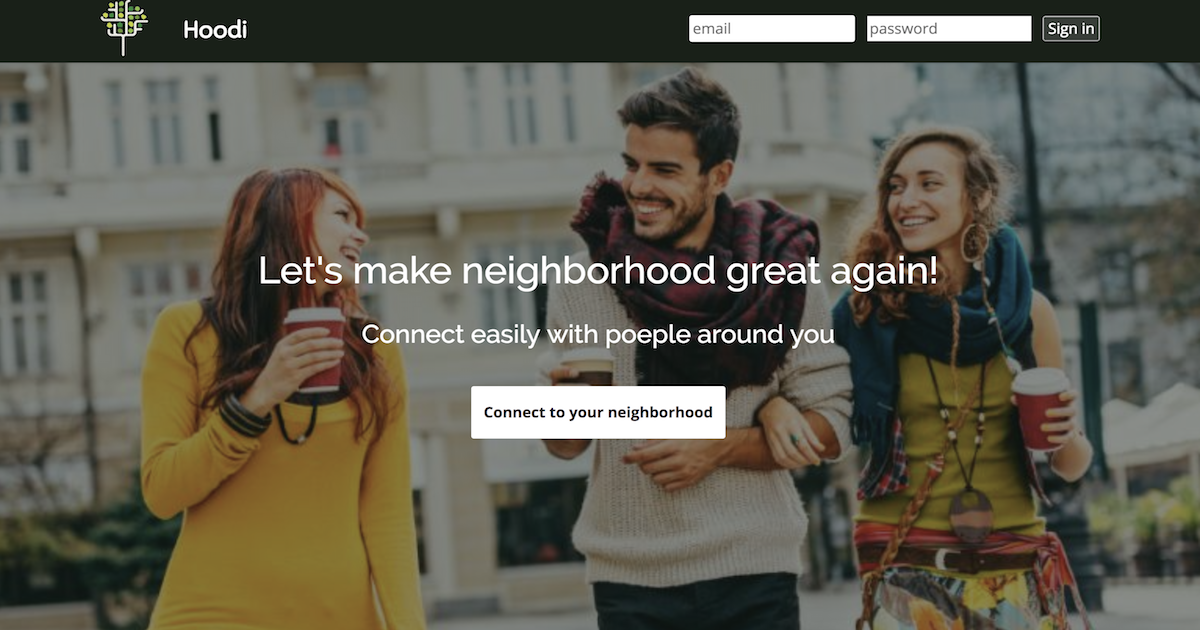 Hoodi
email
password
Sign in
Let's make neighborhood great again!
Connect easily with poeple around you
Connect to your neighborhood